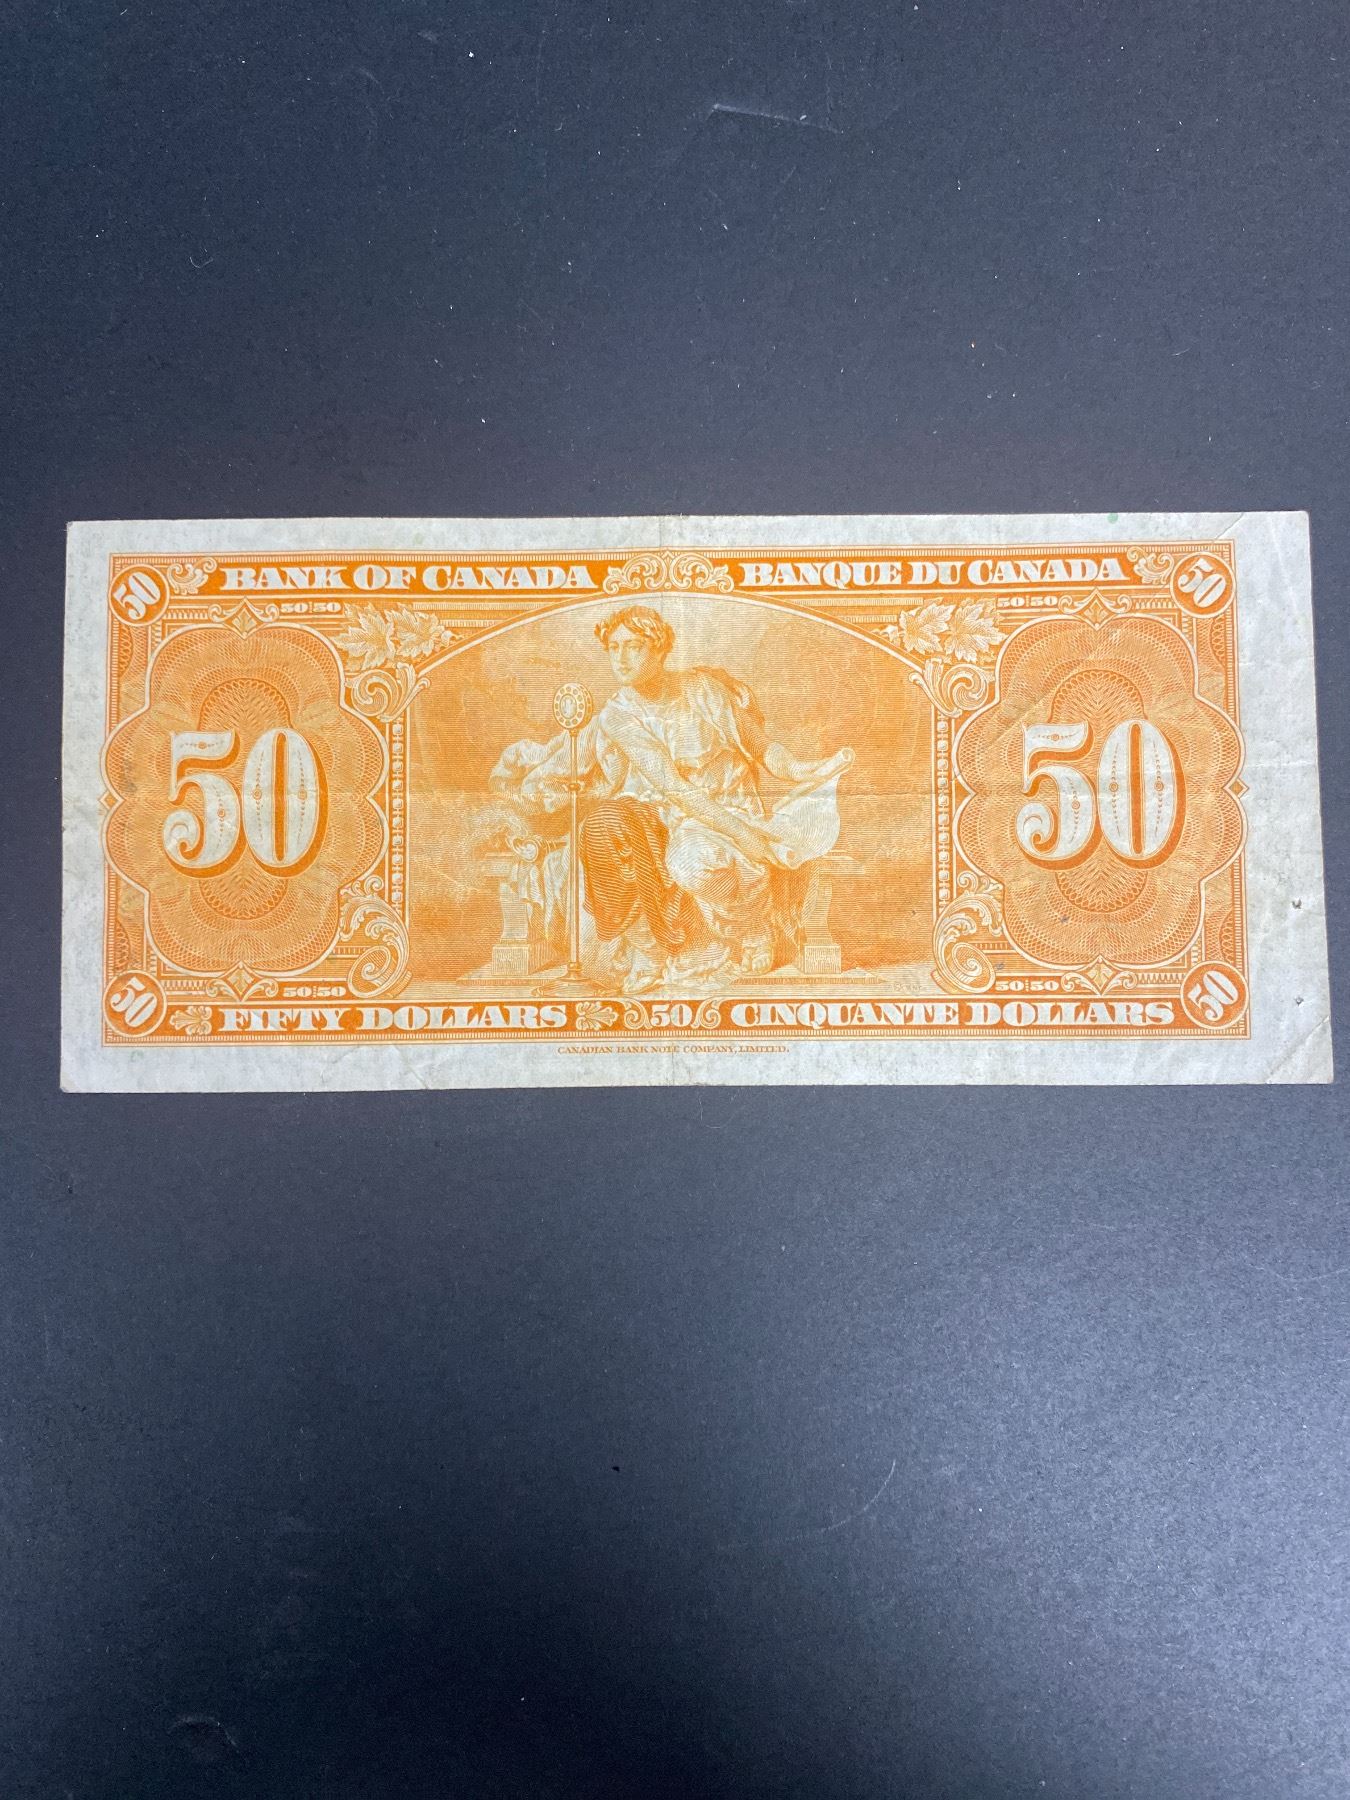 50 BANK OF CANADA BANQUE DU CANADA 50
50 50 50 50
50 50
50 50 50 50
50 FIFTY DOLLARS 50 CINQUANTE DOLLARS 50
CANADIAN BANK NOTE COMPANY, LIMITED.